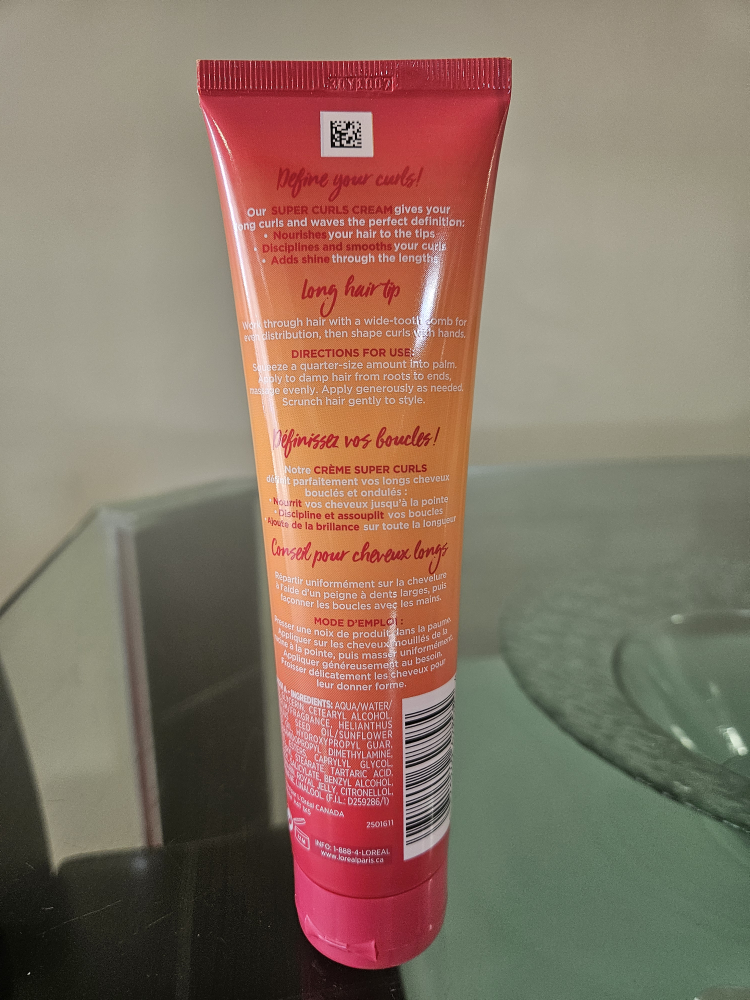 Define your curls!
Our SUPER CURLS CREAM gives your
long curls and waves the perfect definition:
• Nourishes your hair to the tips
• Disciplines and smooths your curls
• Adds shine through the lengths
Long hair tip
Work through hair with a wide-tooth comb for
even distribution, then shape curls with hands.
DIRECTIONS FOR USE:
Squeeze a quarter-size amount into palm.
Apply to damp hair from roots to ends,
massage evenly. Apply generously as needed.
Scrunch hair gently to style.
Définissez vos boucles!
Notre CRÈME SUPER CURLS
définit parfaitement vos longs cheveux
bouclés et ondulés :
• Nourrit vos cheveux jusqu'à la pointe
• Discipline et assouplit vos boucles
• Ajoute de la brillance sur toute la longueur
Conseil pour cheveux longs
Répartir uniformément sur la chevelure
à l'aide d'un peigne à dents larges, puis
façonner les boucles avec les mains.
MODE D'EMPLOI :
Presser une noix de produit dans la paume.
Appliquer sur les cheveux mouillés de la
à la pointe, puis masser uniformément.
Appliquer généreusement au besoin.
Froisser délicatement les cheveux pour
leur donner forme.
INGREDIENTS: AQUA/WATER/
CETEARYL ALCOHOL,
FRAGRANCE, HELIANTHUS
SEED OIL/SUNFLOWER
HYDROXYPROPYL GUAR,
DIMETHYLAMINE,
CAPRYLYL GLYCOL,
STEARATE, TARTARIC ACID,
BENZYL ALCOHOL,
ROYAL JELLY, CITRONELLOL,
LINALOOL (F.I.L.: D259286/1)
CANADA
2501611
12 M
INFO: 1-888-4-LOREAL
www.lorealparis.ca